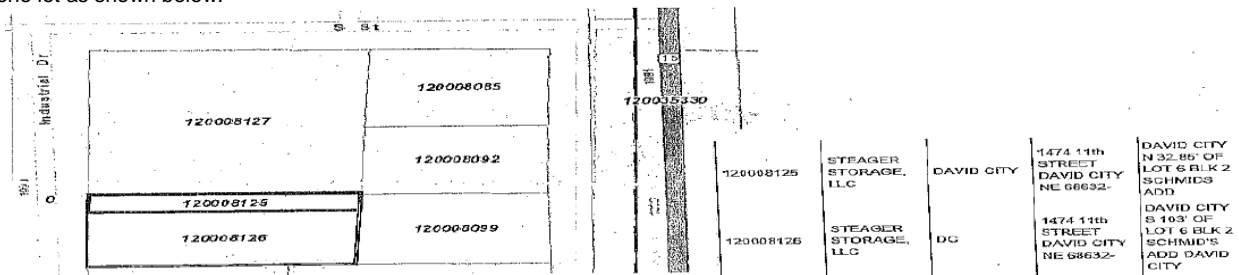 one lot as shown below:
S St
Industrial Dr
15
1981
120008085
120035330
120008127
120008092
120008125
120008126
120008099
120008125 STEAGER STORAGE, LLC DAVID CITY 1474 11th STREET DAVID CITY NE 68632- DAVID CITY N 32.85' OF LOT 6 BLK 2 SCHMIDS ADD
120008126 STEAGER STORAGE, LLC DC 1474 11th STREET DAVID CITY NE 68632- DAVID CITY S 103' OF LOT 6 BLK 2 SCHMID'S ADD DAVID CITY